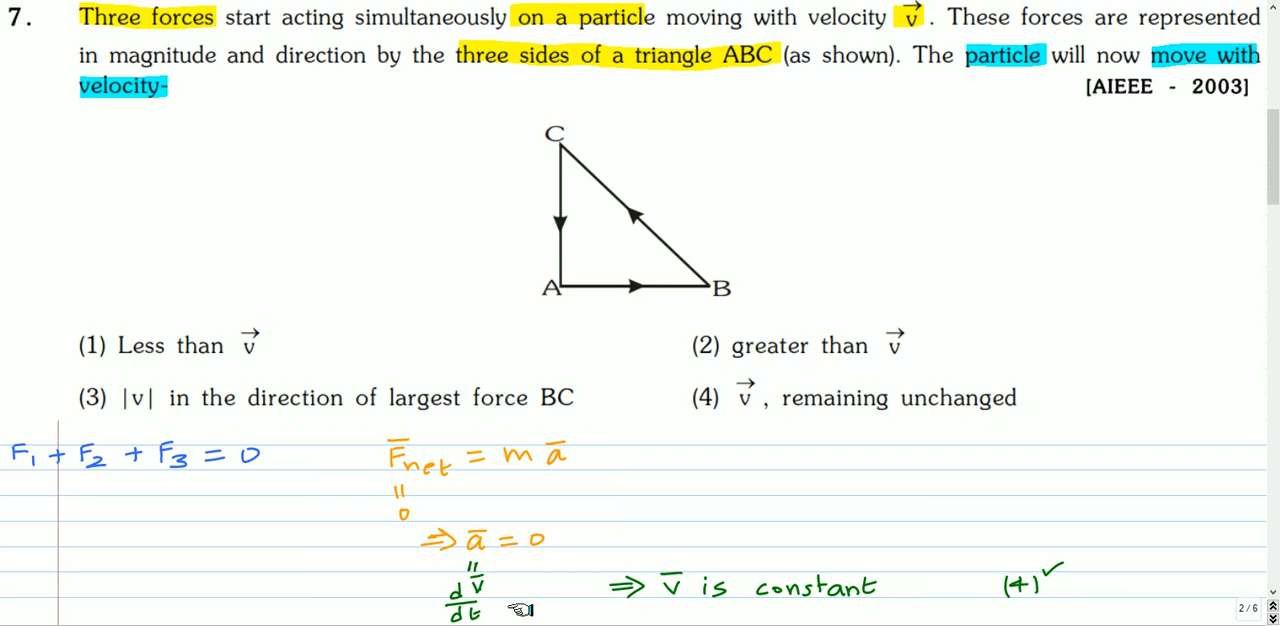 7. Three forces start acting simultaneously on a particle moving with velocity v⃗ . These forces are represented
in magnitude and direction by the three sides of a triangle ABC (as shown). The particle will now move with
velocity- [AIEEE - 2003]
C
A B
(1) Less than v⃗ (2) greater than v⃗
(3) |v| in the direction of largest force BC (4) v⃗ , remaining unchanged
F₁ + F₂ + F₃ = 0 F̅net = m a̅
"
0
⇒ a̅ = 0
"
dv̅/dt ⇒ v̅ is constant (4) ✓
2/6